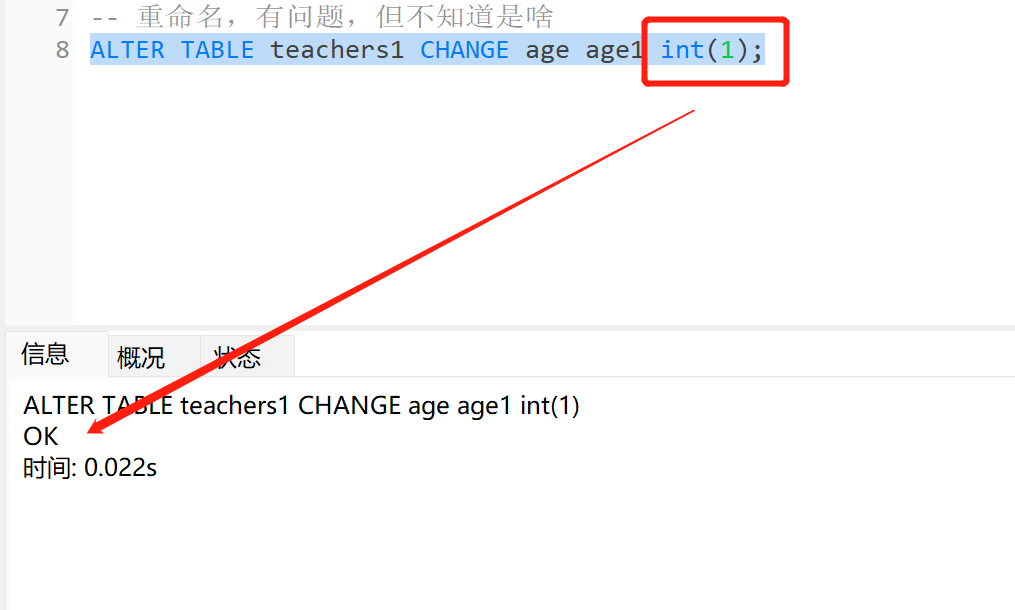 7 -- 重命名，有问题，但不知道是啥
8 ALTER TABLE teachers1 CHANGE age age1 int(1);
信息 概况 状态
ALTER TABLE teachers1 CHANGE age age1 int(1)
OK
时间: 0.022s